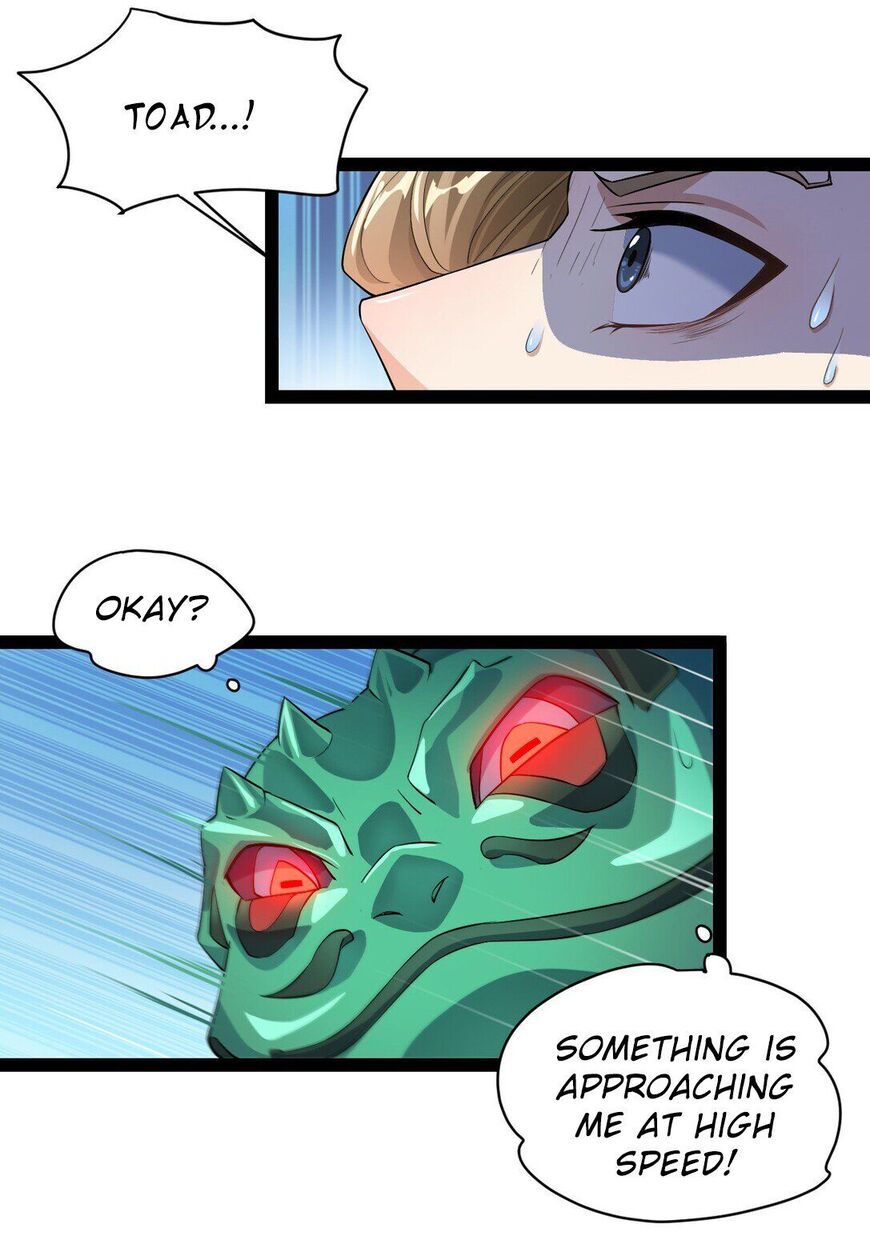 TOAD...!
OKAY?
SOMETHING IS
APPROACHING
ME AT HIGH
SPEED!